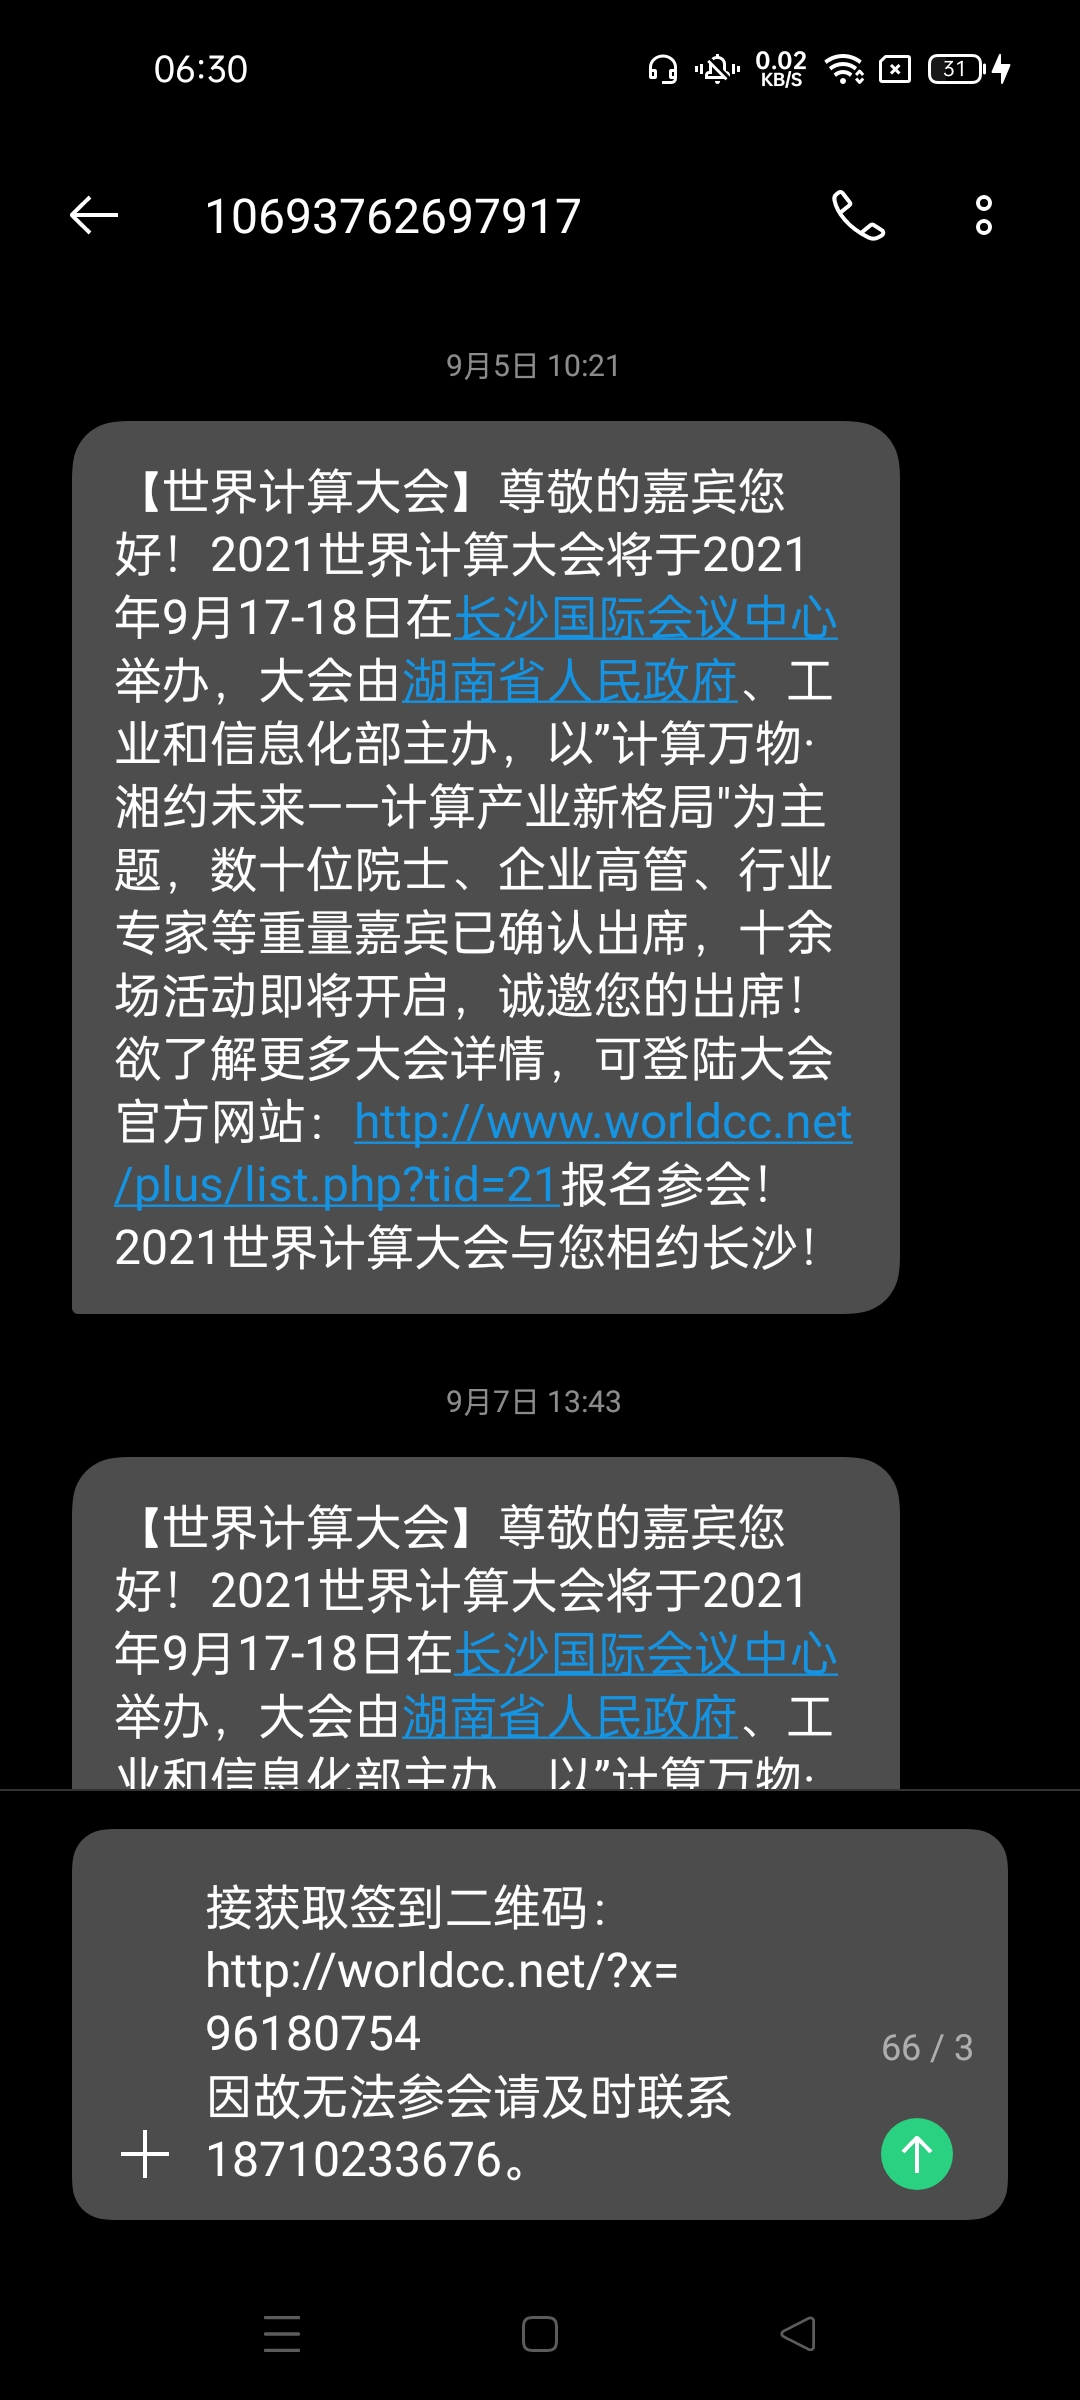 06:30
0.02
KB/S
31
10693762697917
9月5日 10:21
【世界计算大会】尊敬的嘉宾您
好！2021世界计算大会将于2021
年9月17-18日在长沙国际会议中心
举办，大会由湖南省人民政府、工
业和信息化部主办，以”计算万物·
湘约未来——计算产业新格局"为主
题，数十位院士、企业高管、行业
专家等重量嘉宾已确认出席，十余
场活动即将开启，诚邀您的出席！
欲了解更多大会详情，可登陆大会
官方网站：http://www.worldcc.net
/plus/list.php?tid=21报名参会！
2021世界计算大会与您相约长沙！
9月7日 13:43
【世界计算大会】尊敬的嘉宾您
好！2021世界计算大会将于2021
年9月17-18日在长沙国际会议中心
举办，大会由湖南省人民政府、工
业和信息化部主办，以”计算万物·
接获取签到二维码：
http://worldcc.net/?x=
96180754
66 / 3
因故无法参会请及时联系
18710233676。